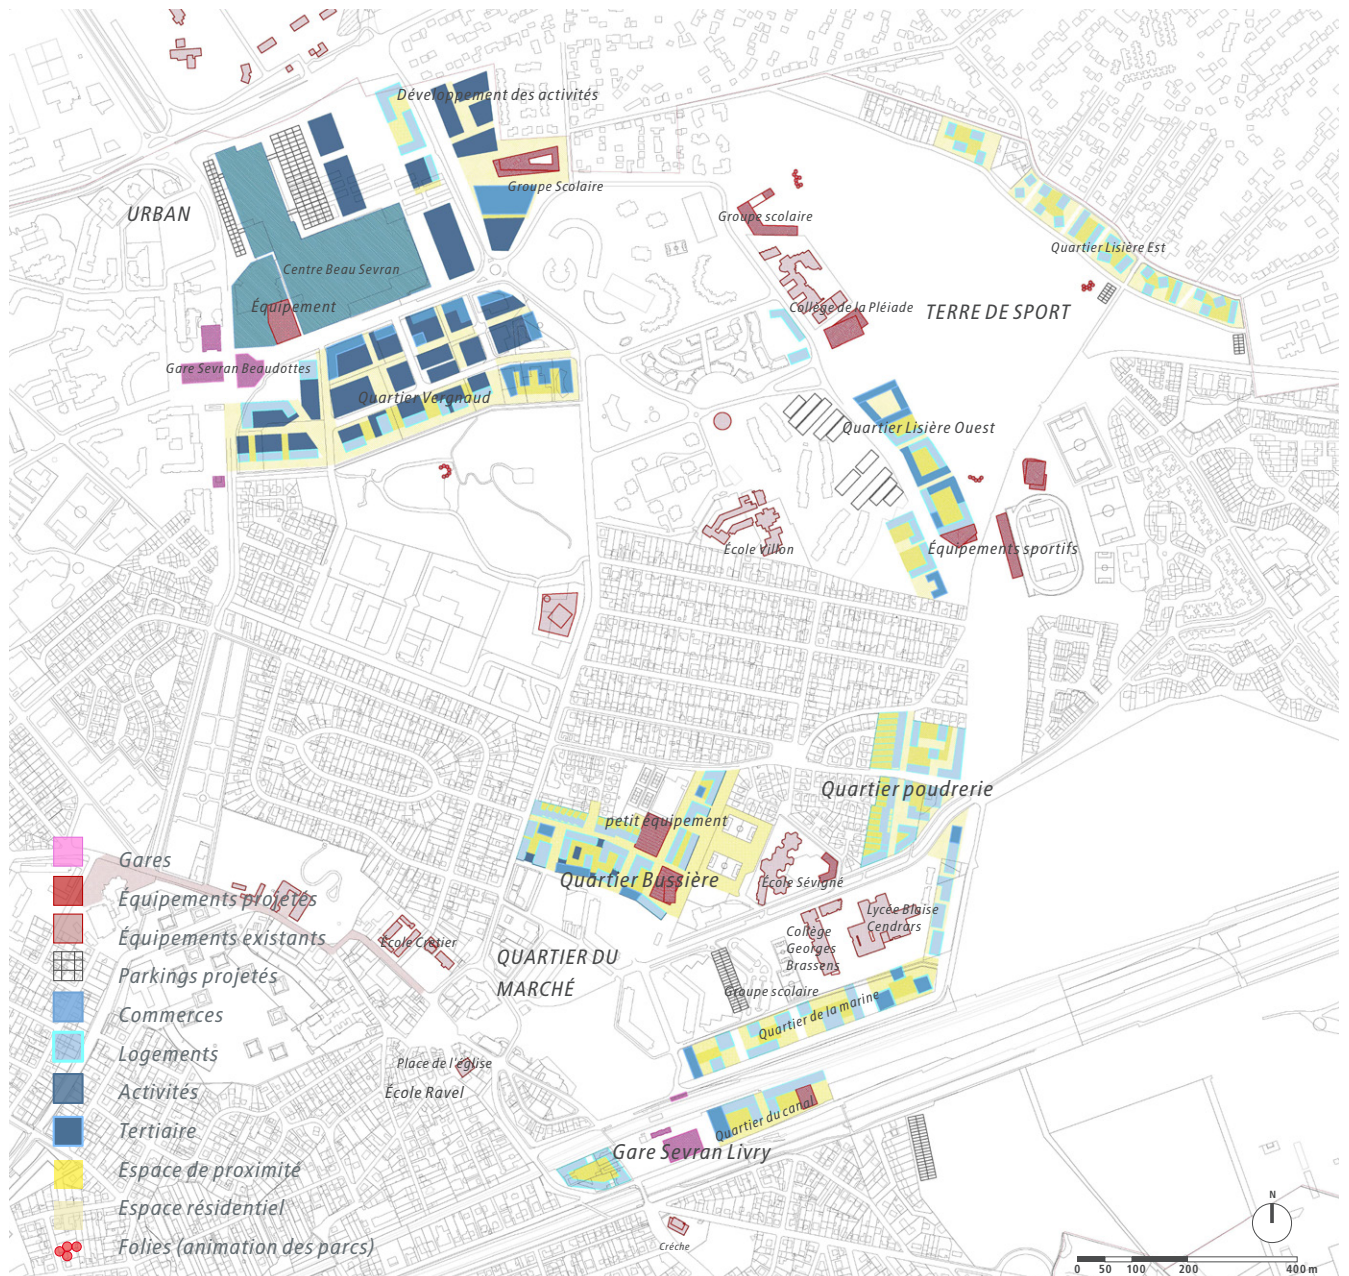 Développement des activités
Groupe Scolaire
URBAN
Groupe scolaire
Quartier Lisière Est
Centre Beau Sevran
Équipement
Collège de la Pléiade
TERRE DE SPORT
Gare Sevran Beaudottes
Quartier Vergnaud
Quartier Lisière Ouest
École Villon
Équipements sportifs
Quartier poudrerie
petit équipement
Quartier Bussière
École Sévigné
Lycée Blaise
Cendrars
Collège
Georges
Brassens
École Crétier
QUARTIER DU
MARCHÉ
Groupe scolaire
Quartier de la marine
Place de l'église
École Ravel
Quartier du canal
Gare Sevran Livry
Crèche
Gares
Équipements projetés
Équipements existants
Parkings projetés
Commerces
Logements
Activités
Tertiaire
Espace de proximité
Espace résidentiel
Folies (animation des parcs)
N
0 50 100 200 400 m